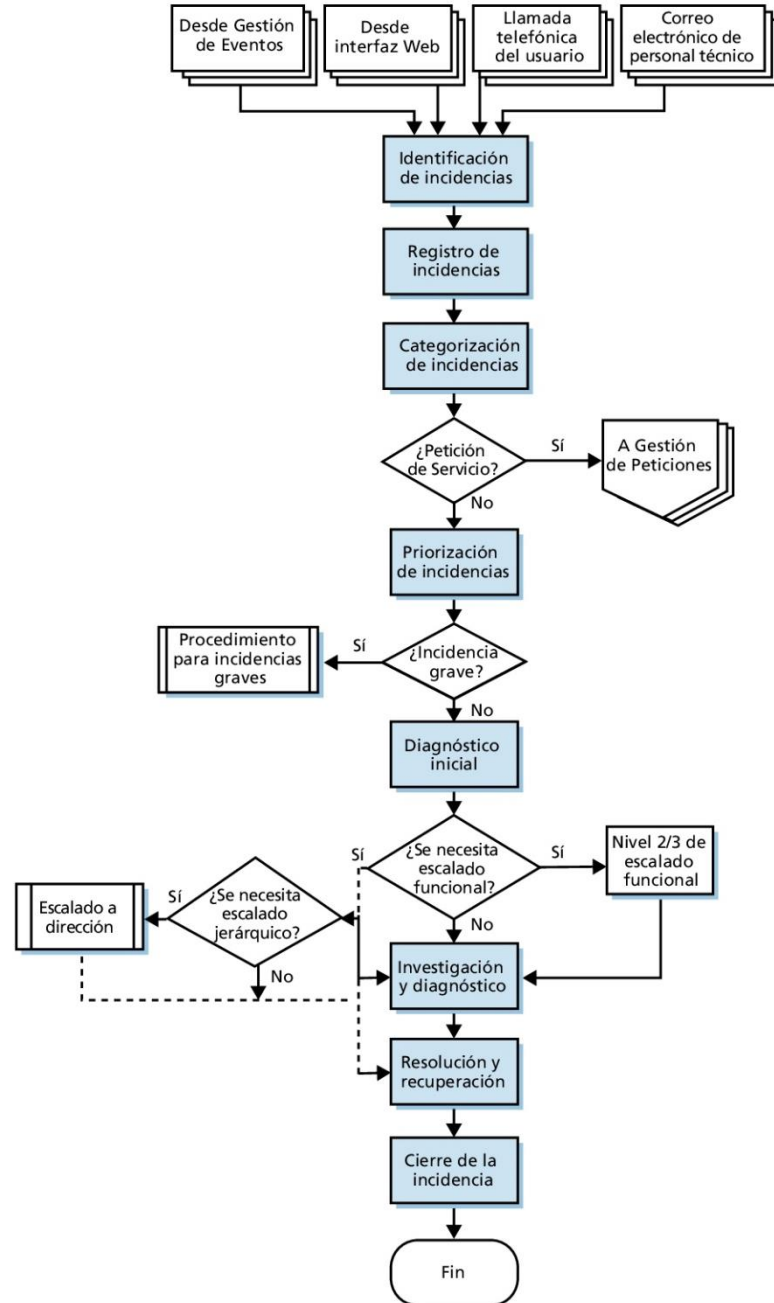 Desde Gestión
de Eventos
Desde
interfaz Web
Llamada
telefónica
del usuario
Correo
electrónico de
personal técnico
Identificación
de incidencias
Registro de
incidencias
Categorización
de incidencias
¿Petición
de Servicio?
Sí
A Gestión
de Peticiones
No
Priorización
de incidencias
Procedimiento
para incidencias
graves
Sí
¿Incidencia
grave?
No
Diagnóstico
inicial
Sí
¿Se necesita
escalado
funcional?
Sí
Nivel 2/3 de
escalado
funcional
No
Escalado a
dirección
Sí
¿Se necesita
escalado
jerárquico?
No
Investigación
y diagnóstico
Resolución y
recuperación
Cierre de la
incidencia
Fin